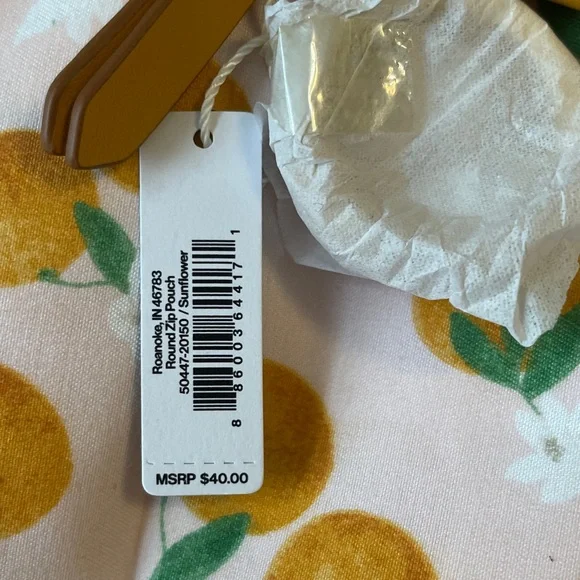 Roanoke, IN 46783
Round Zip Pouch
50447-20150 / Sunflower
8 86003 64417 1
MSRP $40.00